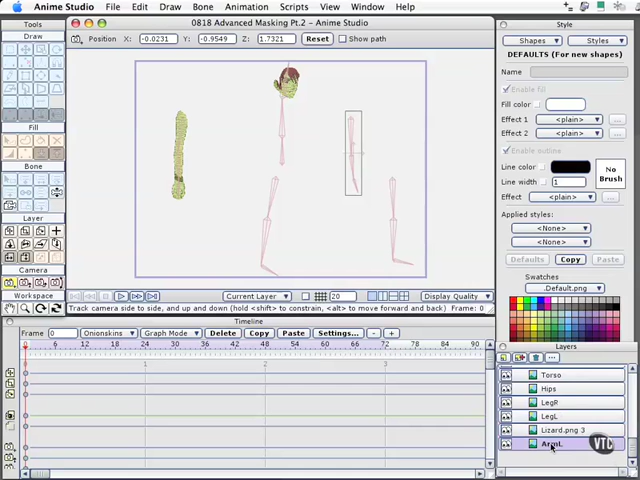 Anime Studio File Edit Draw Bone Animation Scripts View Window Help
0818 Advanced Masking Pt.2 - Anime Studio
Tools
Draw
Fill
Bone
Layer
Camera
Workspace
Position X: -0.0231 Y: -0.9549 Z: 1.7321 Reset Show path
Current Layer 20 Display Quality
Track camera side to side, and up and down (hold <shift> to constrain, <alt> to move forward and back) Frame: 0
Style
Shapes Styles
DEFAULTS (For new shapes)
Name
Enable fill
Fill color
Effect 1 <plain> ...
Effect 2 <plain> ...
Enable outline
Line color
Line width 1
No Brush
Effect <plain> ...
Applied styles:
<None>
<None>
Defaults Copy Paste
Swatches
.Default.png
Timeline
Frame 0 Onionskins Graph Mode Delete Copy Paste Settings... - +
0 6 12 18 24 30 36 42 48 54 60 66 72 78 84 90
1 2 3
Layers
Torso
Hips
LegR
LegL
Lizard.png 3
ArmL
VTC